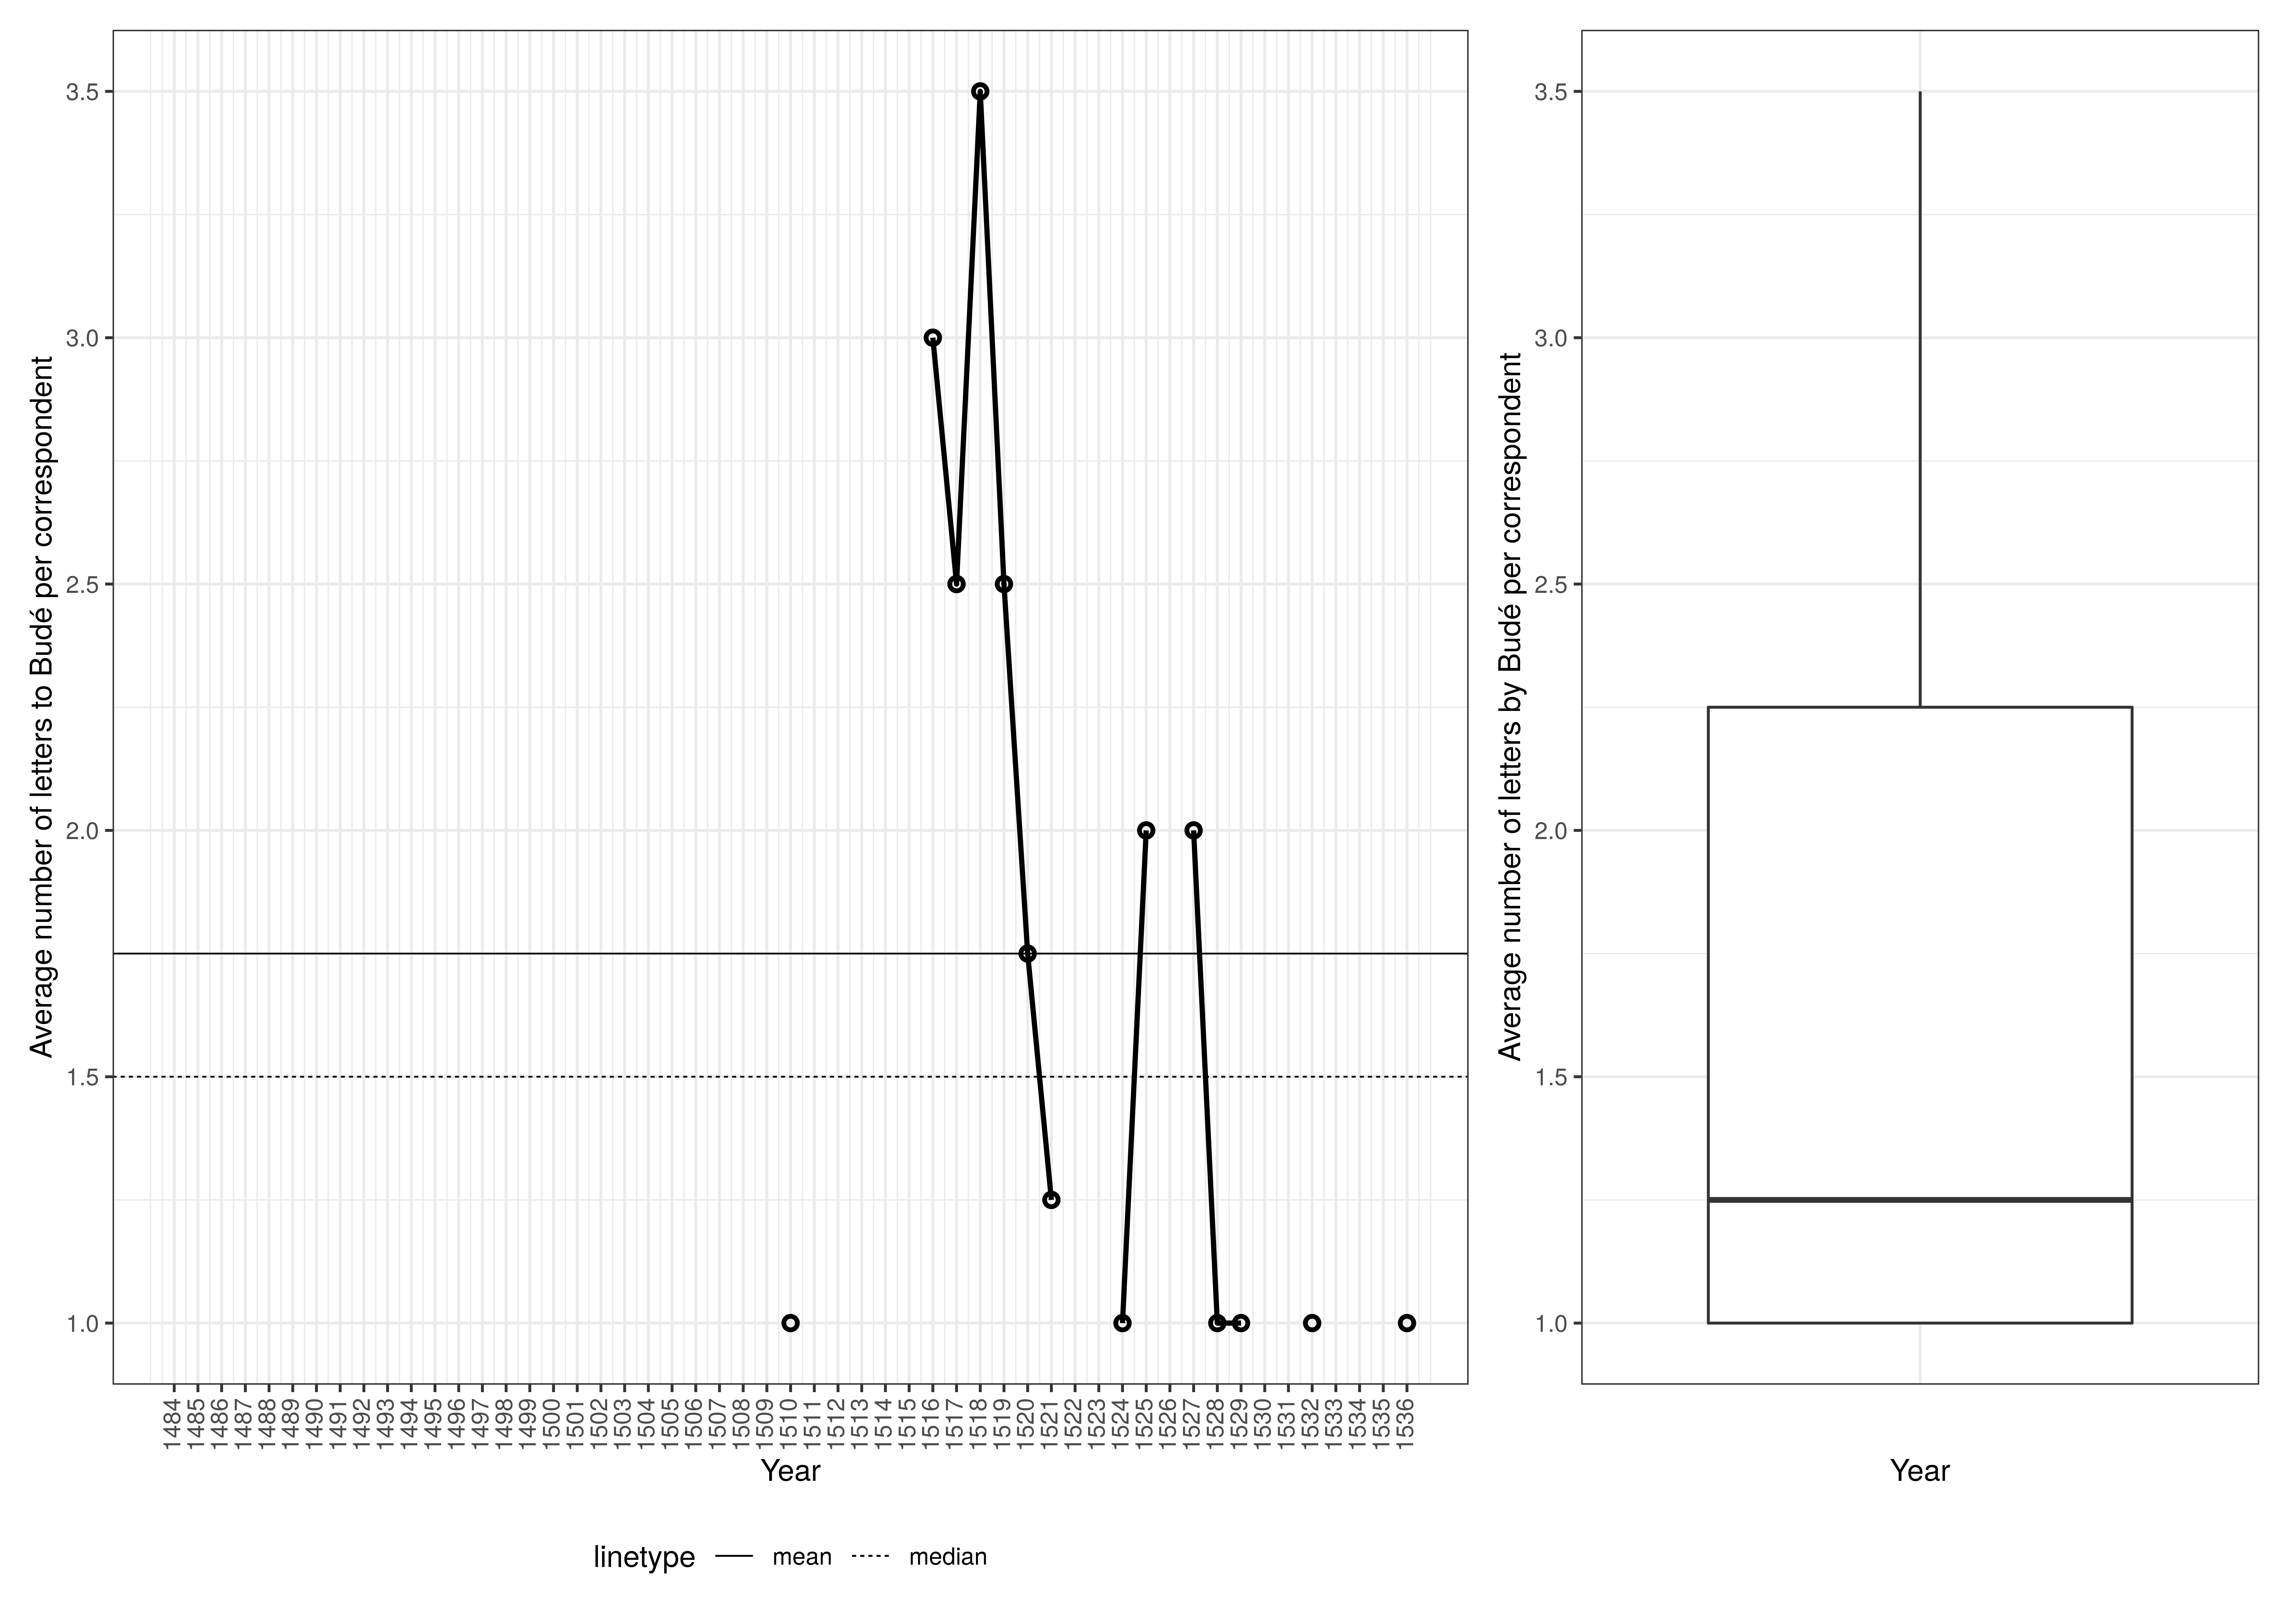 Average number of letters to Budé per correspondent
3.5
3.0
2.5
2.0
1.5
1.0
1484 1485 1486 1487 1488 1489 1490 1491 1492 1493 1494 1495 1496 1497 1498 1499 1500 1501 1502 1503 1504 1505 1506 1507 1508 1509 1510 1511 1512 1513 1514 1515 1516 1517 1518 1519 1520 1521 1522 1523 1524 1525 1526 1527 1528 1529 1530 1531 1532 1533 1534 1535 1536
Year
linetype mean median
Average number of letters by Budé per correspondent
3.5
3.0
2.5
2.0
1.5
1.0
Year